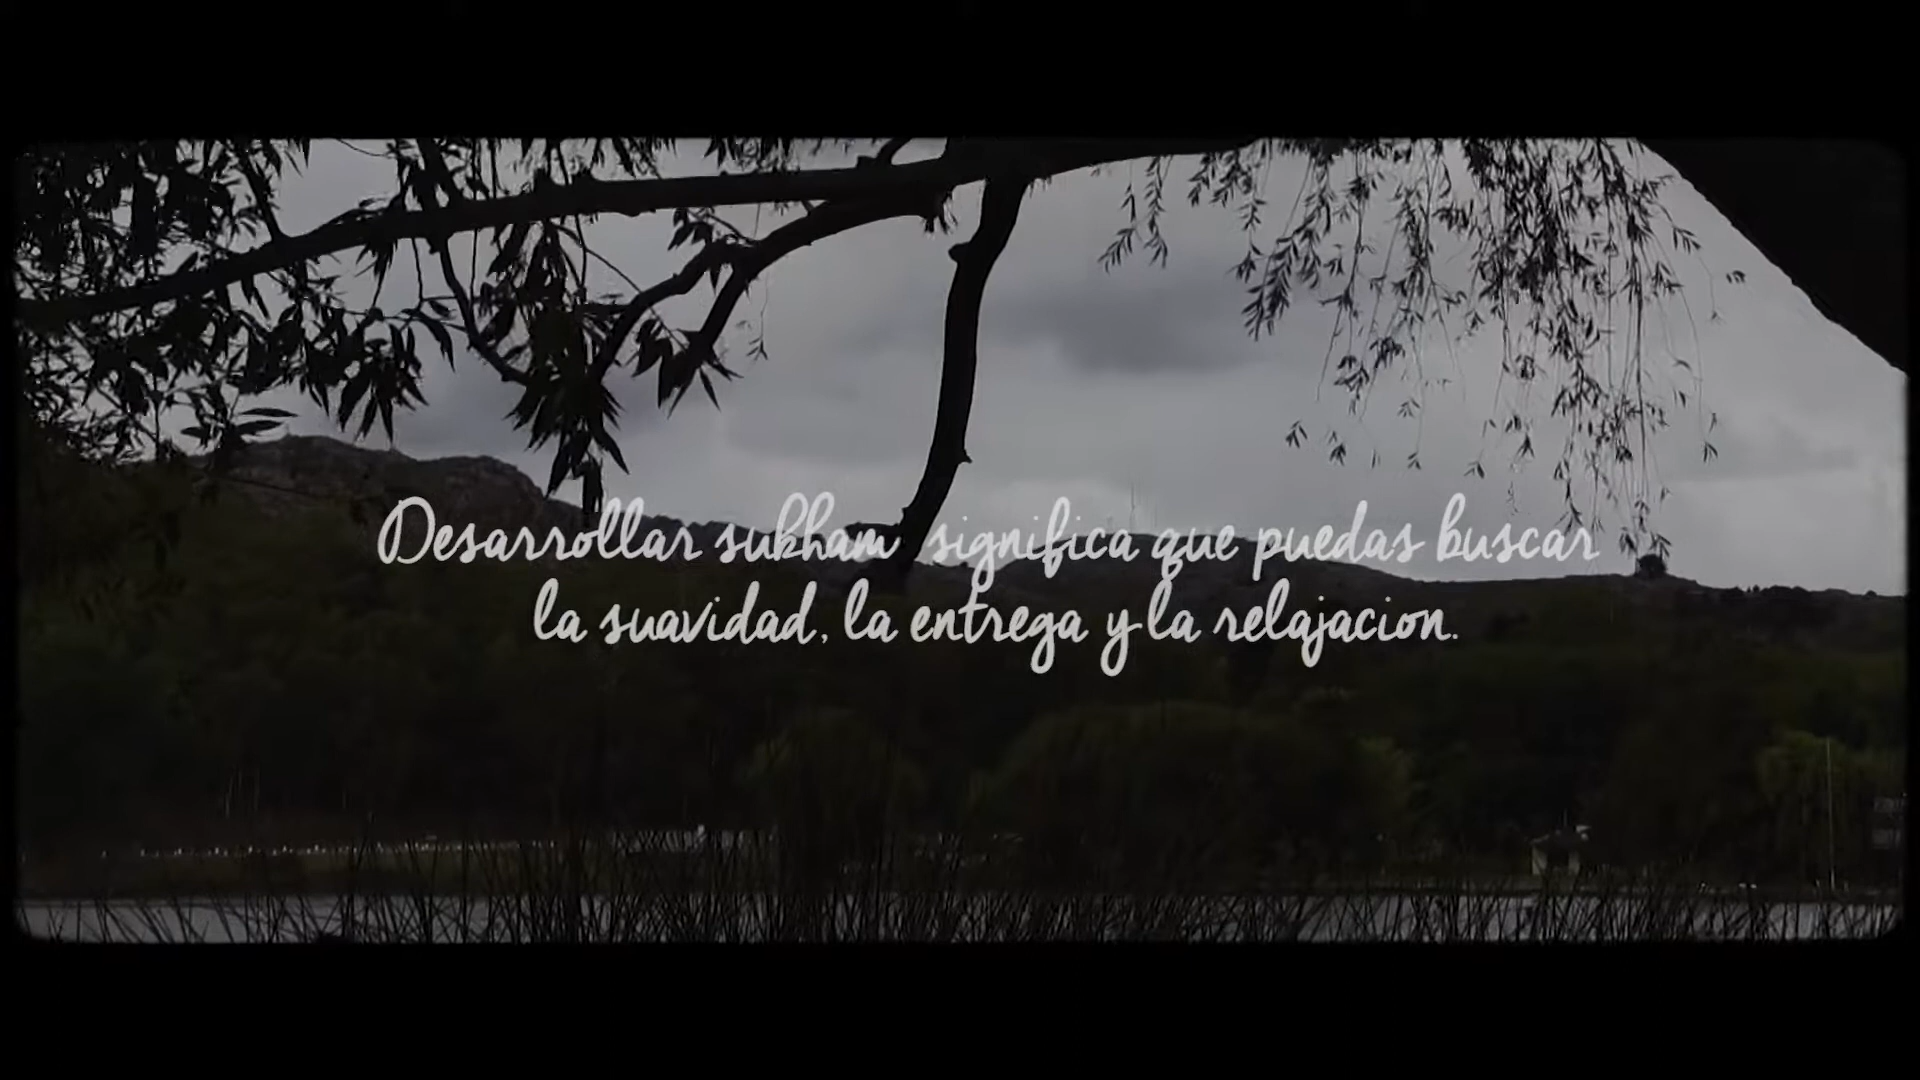 Desarrollar sukham significa que puedas buscar
la suavidad, la entrega y la relajacion.